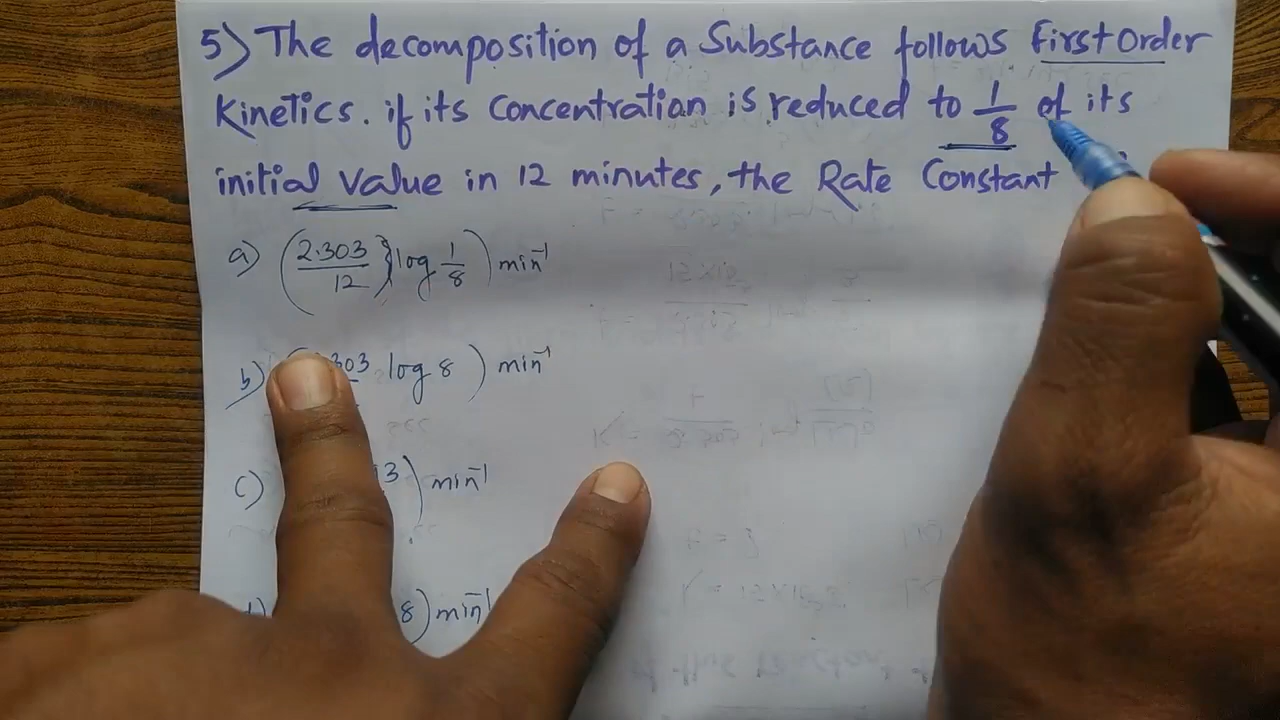 5) The decomposition of a Substance follows First Order
Kinetics. if its Concentration is reduced to 1/8 of its
initial value in 12 minutes, the Rate Constant
a) (2.303/12 log 1/8) min⁻¹
b) ( 303 log 8 ) min⁻¹
c) 3) min⁻¹
d) 8) min⁻¹